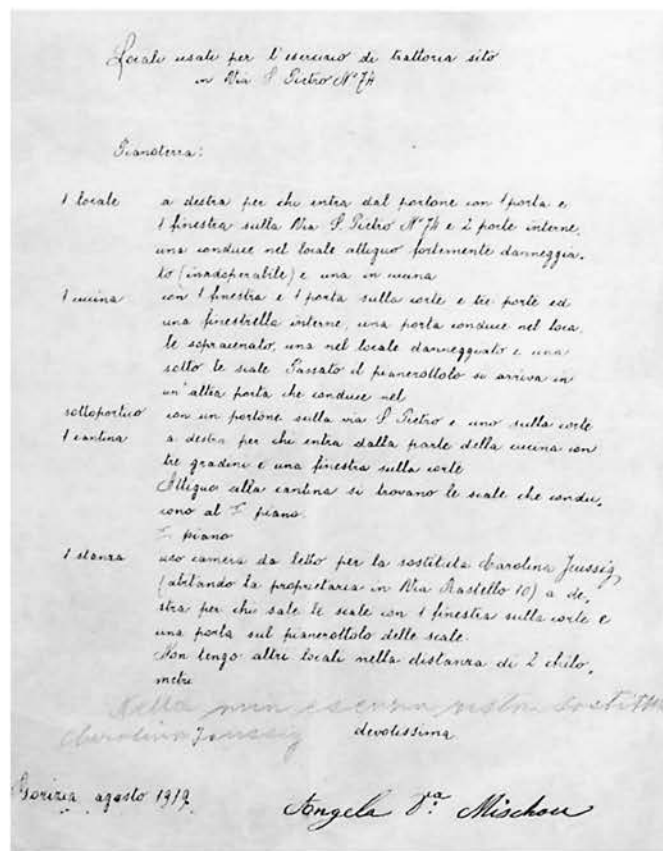 Locali usati per l'esercizio di trattoria sito
in Via S. Pietro N° 74
Pianoterra:
1 locale a destra per chi entra dal portone con 1 porta e
1 finestra sulla Via S. Pietro N° 74 e 2 porte interne,
una conduce nel locale attiguo fortemente danneggia-
to (inadoperabile) e una in cucina
1 cucina con 1 finestra e 1 porta sulla corte e tre porte ed
una finestrella interne, una porta conduce nel loca-
le sopracenato, una nel locale danneggiato e una
sotto le scale Passato il pianerottolo si arriva in
un'altra porta che conduce nel
sottoportico con un portone sulla via S. Pietro e uno sulla corte
1 cantina a destra per chi entra dalla parte della cucina con
tre gradini e una finestra sulla corte
Attiguo alla cantina si trovano le scale che condu-
cono al I° piano.
I° piano
1 stanza uso camera da letto per la sostituta Carolina Jeussig,
(abitando la proprietaria in Via Rastello 10) a de-
stra per chi sale le scale con 1 finestra sulla corte e
una porta sul pianerottolo delle scale.
Non tengo altri locali nella distanza di 2 chilo-
metri
Nella mia
Carolina Jeussig devotissima
Gorizia, agosto 1919. Angela Va. Mischou